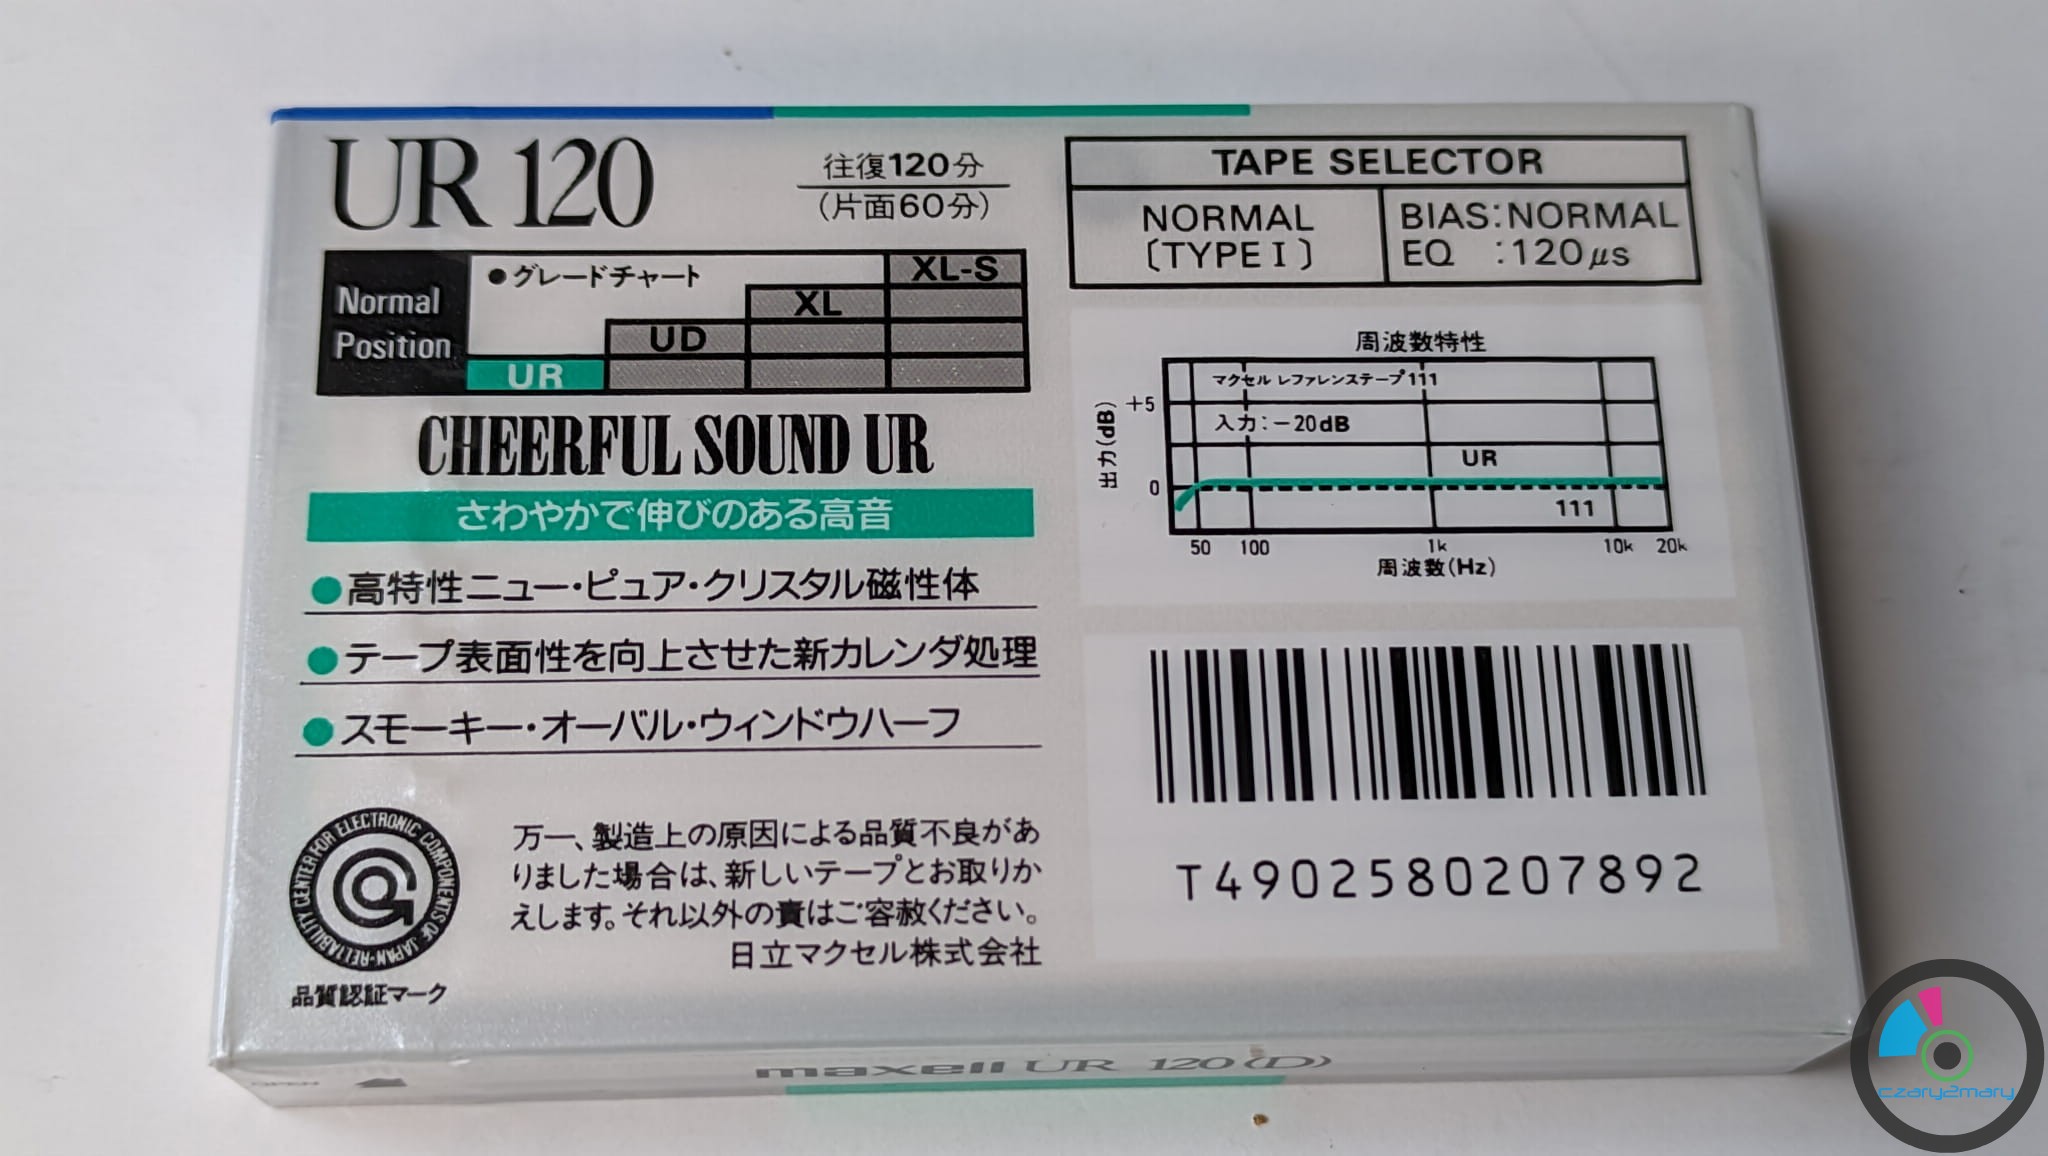 UR 120
往復120分
(片面60分)
Normal
Position
●グレードチャート
XL-S
XL
UD
UR
CHEERFUL SOUND UR
さわやかで伸びのある高音
●高特性ニュー・ピュア・クリスタル磁性体
●テープ表面性を向上させた新カレンダ処理
●スモーキー・オーバル・ウィンドウハーフ
RELIABILITY CENTER FOR ELECTRONIC COMPONENTS OF JAPAN
品質認証マーク
万一、製造上の原因による品質不良があ
りました場合は、新しいテープとお取りか
えします。それ以外の責はご容赦ください。
日立マクセル株式会社
TAPE SELECTOR
NORMAL
〔TYPE I〕
BIAS:NORMAL
EQ :120μs
周波数特性
マクセル レファレンステープ111
入力:−20dB
出力(dB)
+5
0
UR
111
50 100 1k 10k 20k
周波数(Hz)
T4902580207892
OPEN
maxell UR 120(D)
czary2mary